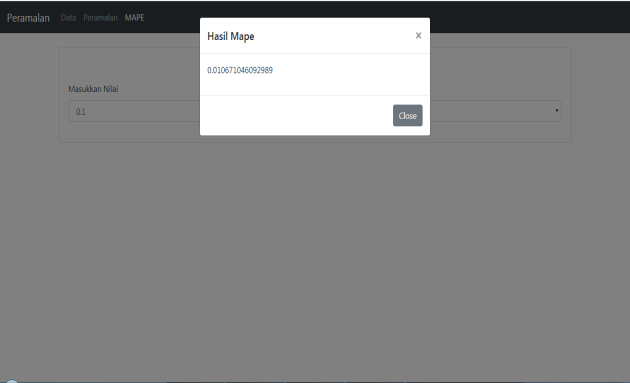 Peramalan Data Peramalan MAPE
Hasil Mape ×
0.010671046092989
Close
Masukkan Nilai
0.1